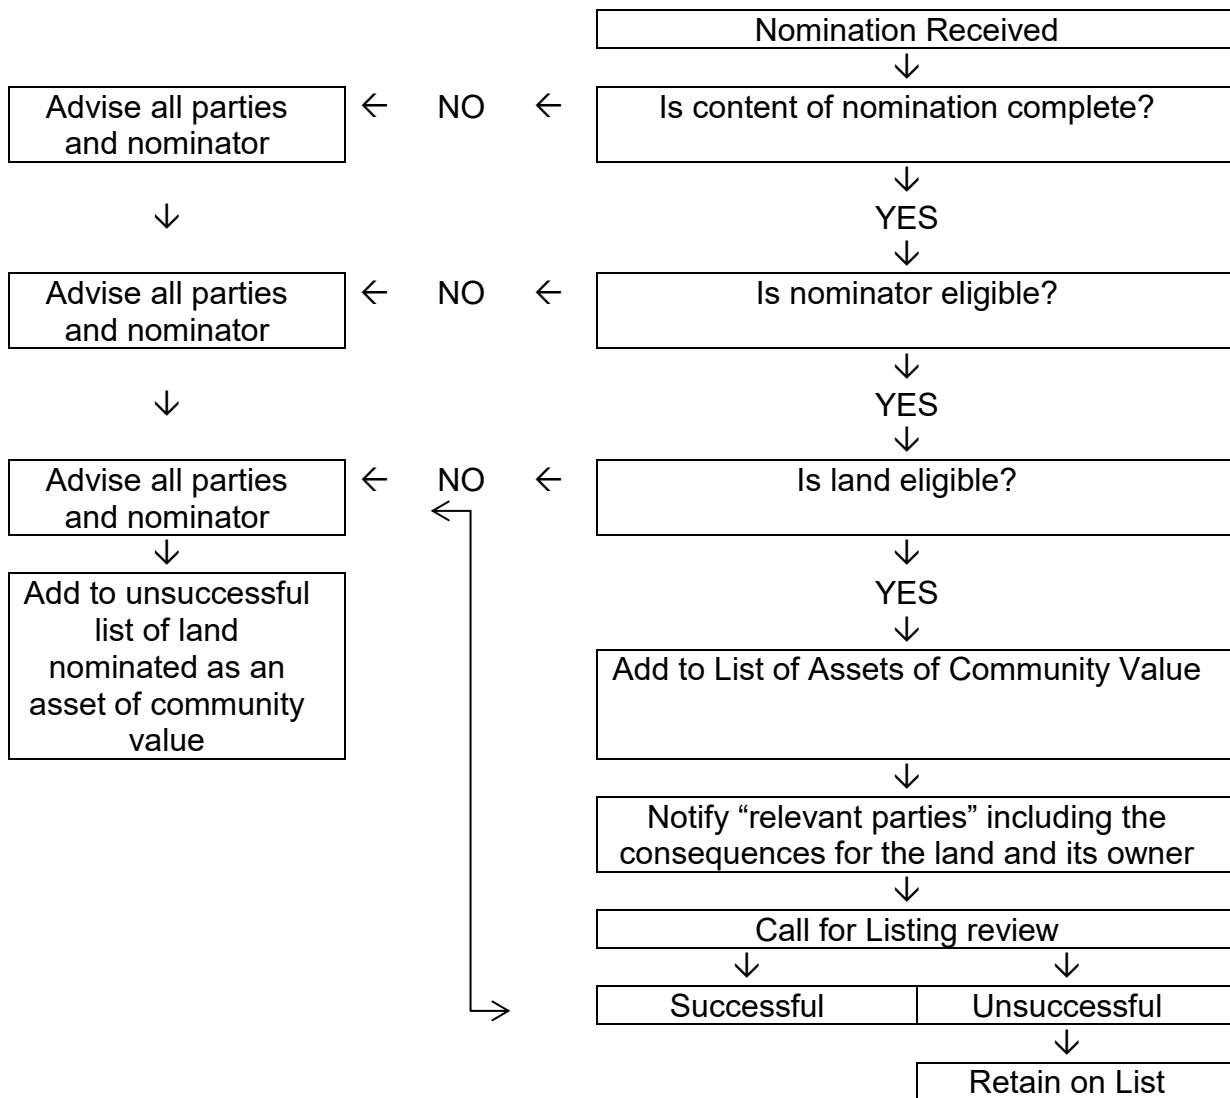 Nomination Received
Advise all parties
and nominator
NO
Is content of nomination complete?
YES
Advise all parties
and nominator
NO
Is nominator eligible?
YES
Advise all parties
and nominator
NO
Is land eligible?
YES
Add to unsuccessful
list of land
nominated as an
asset of community
value
Add to List of Assets of Community Value
Notify “relevant parties” including the
consequences for the land and its owner
Call for Listing review
Successful
Unsuccessful
Retain on List